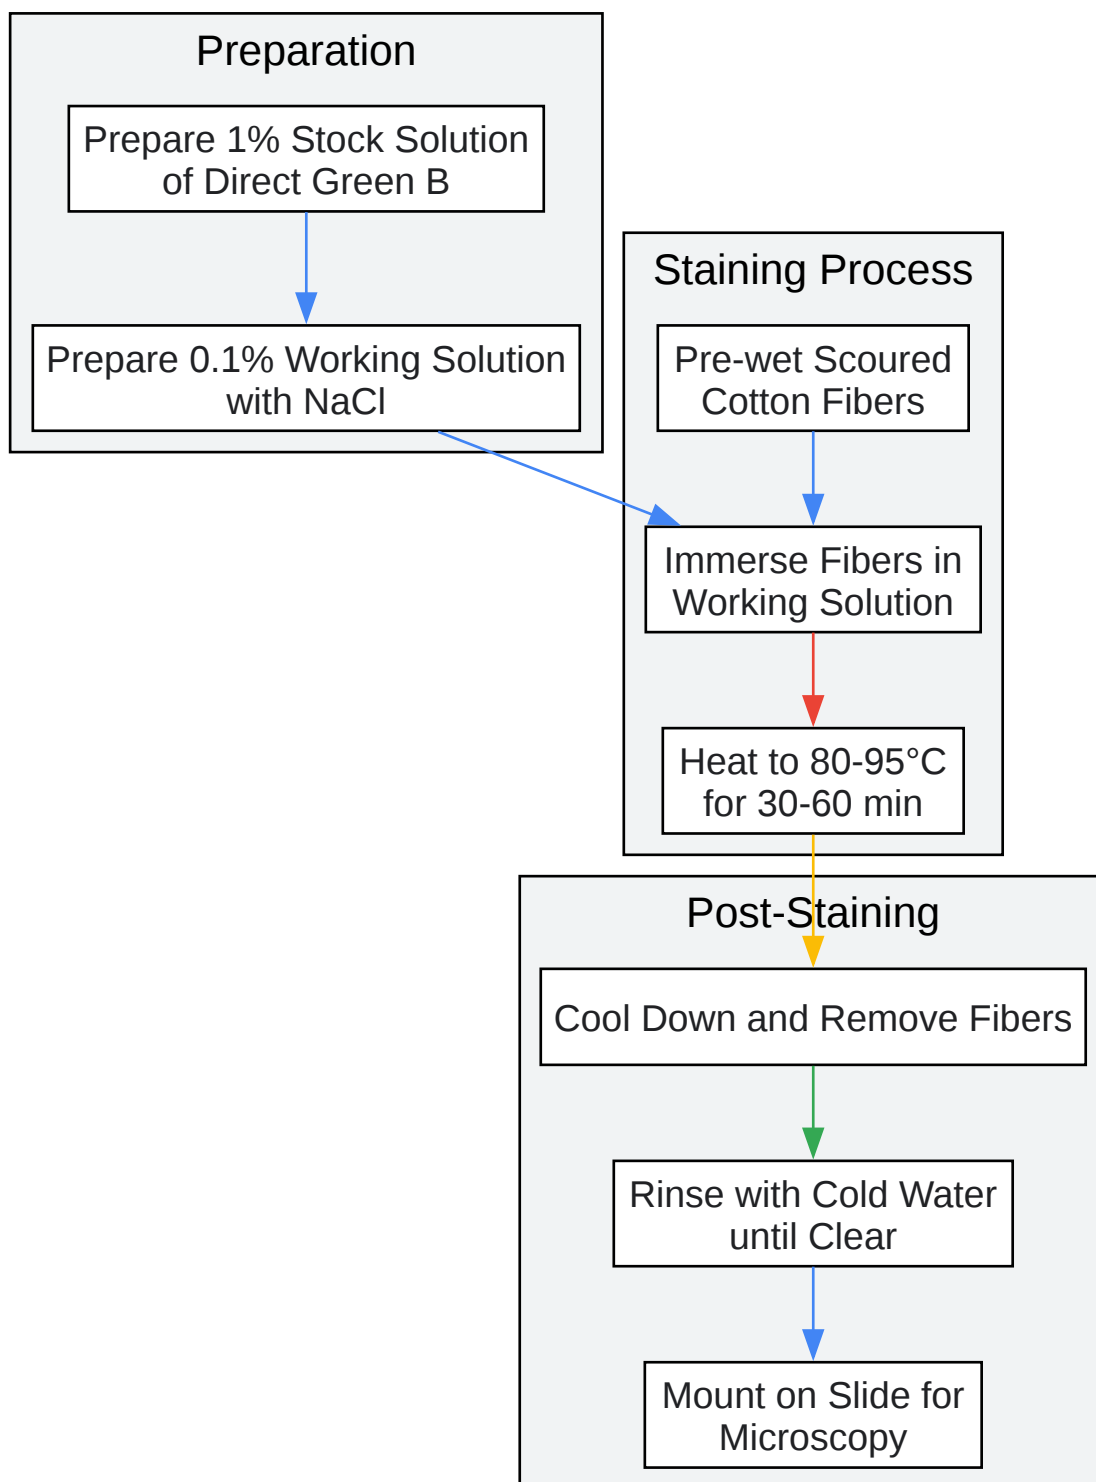 Preparation
Prepare 1% Stock Solution
of Direct Green B
Prepare 0.1% Working Solution
with NaCl
Staining Process
Pre-wet Scoured
Cotton Fibers
Immerse Fibers in
Working Solution
Heat to 80-95°C
for 30-60 min
Post-Staining
Cool Down and Remove Fibers
Rinse with Cold Water
until Clear
Mount on Slide for
Microscopy